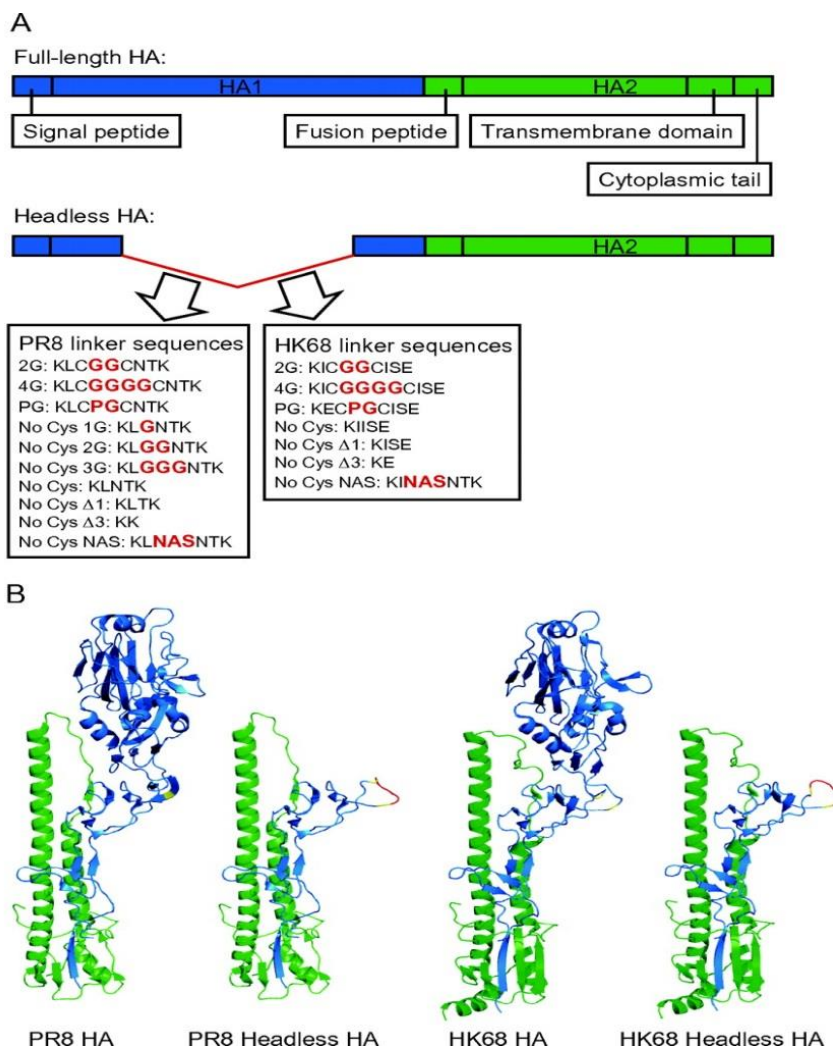 A
Full-length HA:
HA1
HA2
Signal peptide
Fusion peptide
Transmembrane domain
Cytoplasmic tail
Headless HA:
HA2
PR8 linker sequences
2G: KLCGGCNTK
4G: KLCGGGGCNTK
PG: KLCPGCNTK
No Cys 1G: KLGNTK
No Cys 2G: KLGGNTK
No Cys 3G: KLGGGNTK
No Cys: KLNTK
No Cys Δ1: KLTK
No Cys Δ3: KK
No Cys NAS: KLNASNTK
HK68 linker sequences
2G: KICGGCISE
4G: KICGGGGCISE
PG: KECPGCISE
No Cys: KIISE
No Cys Δ1: KISE
No Cys Δ3: KE
No Cys NAS: KINASNTK
B
PR8 HA
PR8 Headless HA
HK68 HA
HK68 Headless HA